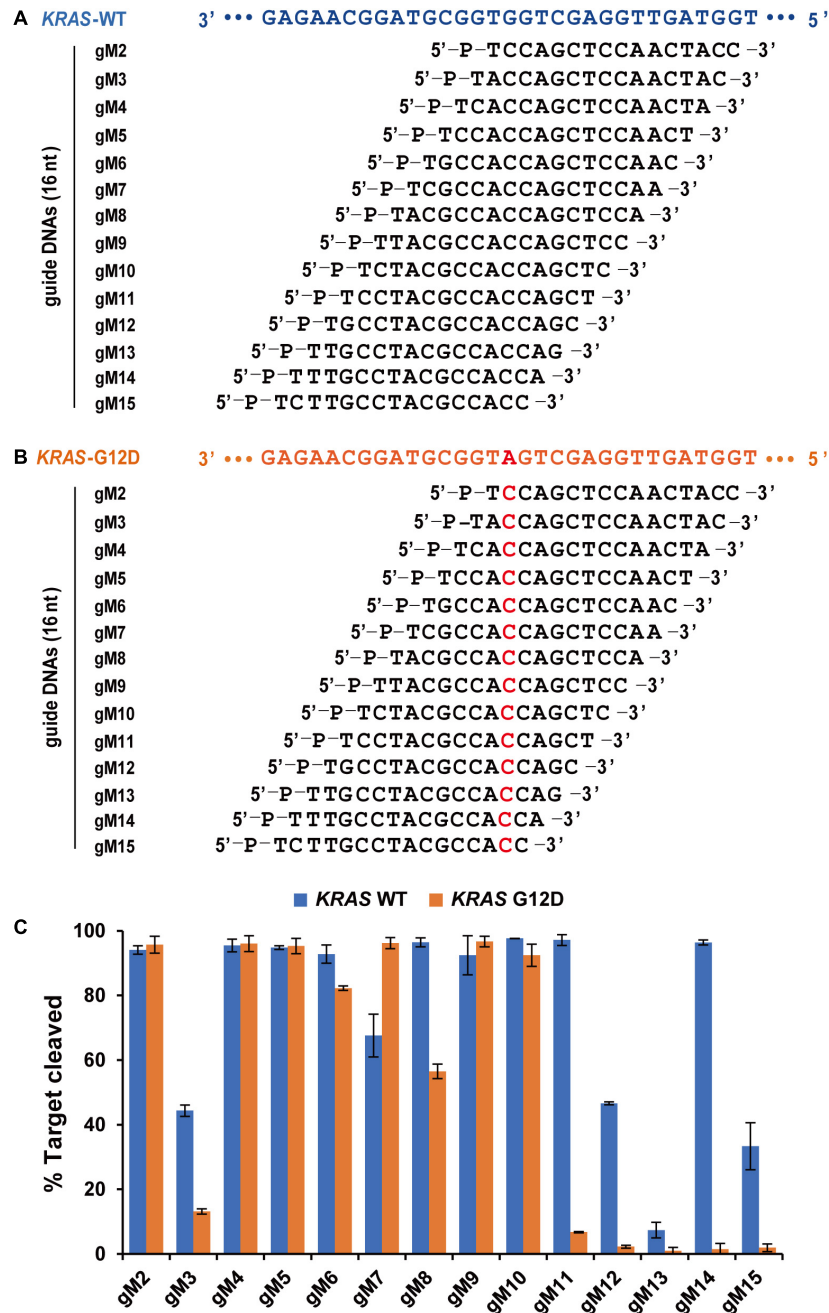 A KRAS-WT 3’ ••• GAGAACGGATGCGGTGGTCGAGGTTGATGGT ••• 5’
guide DNAs (16 nt)
gM2 5’–P–TCCAGCTCCAACTACC–3’
gM3 5’–P–TACCAGCTCCAACTAC–3’
gM4 5’–P–TCACCAGCTCCAACTA–3’
gM5 5’–P–TCCACCAGCTCCAACT–3’
gM6 5’–P–TGCCACCAGCTCCAAC–3’
gM7 5’–P–TCGCCACCAGCTCCAA–3’
gM8 5’–P–TACGCCACCAGCTCCA–3’
gM9 5’–P–TTACGCCACCAGCTCC–3’
gM10 5’–P–TCTACGCCACCAGCTC–3’
gM11 5’–P–TCCTACGCCACCAGCT–3’
gM12 5’–P–TGCCTACGCCACCAGC–3’
gM13 5’–P–TTGCCTACGCCACCAG–3’
gM14 5’–P–TTTGCCTACGCCACCA–3’
gM15 5’–P–TCTTGCCTACGCCACC–3’
B KRAS-G12D 3’ ••• GAGAACGGATGCGGTAGTCGAGGTTGATGGT ••• 5’
guide DNAs (16 nt)
gM2 5’–P–TCCAGCTCCAACTACC–3’
gM3 5’–P–TACCAGCTCCAACTAC–3’
gM4 5’–P–TCACCAGCTCCAACTA–3’
gM5 5’–P–TCCACCAGCTCCAACT–3’
gM6 5’–P–TGCCACCAGCTCCAAC–3’
gM7 5’–P–TCGCCACCAGCTCCAA–3’
gM8 5’–P–TACGCCACCAGCTCCA–3’
gM9 5’–P–TTACGCCACCAGCTCC–3’
gM10 5’–P–TCTACGCCACCAGCTC–3’
gM11 5’–P–TCCTACGCCACCAGCT–3’
gM12 5’–P–TGCCTACGCCACCAGC–3’
gM13 5’–P–TTGCCTACGCCACCAG–3’
gM14 5’–P–TTTGCCTACGCCACCA–3’
gM15 5’–P–TCTTGCCTACGCCACC–3’
C KRAS WT KRAS G12D
% Target cleaved
100
80
60
40
20
0
gM2 gM3 gM4 gM5 gM6 gM7 gM8 gM9 gM10 gM11 gM12 gM13 gM14 gM15